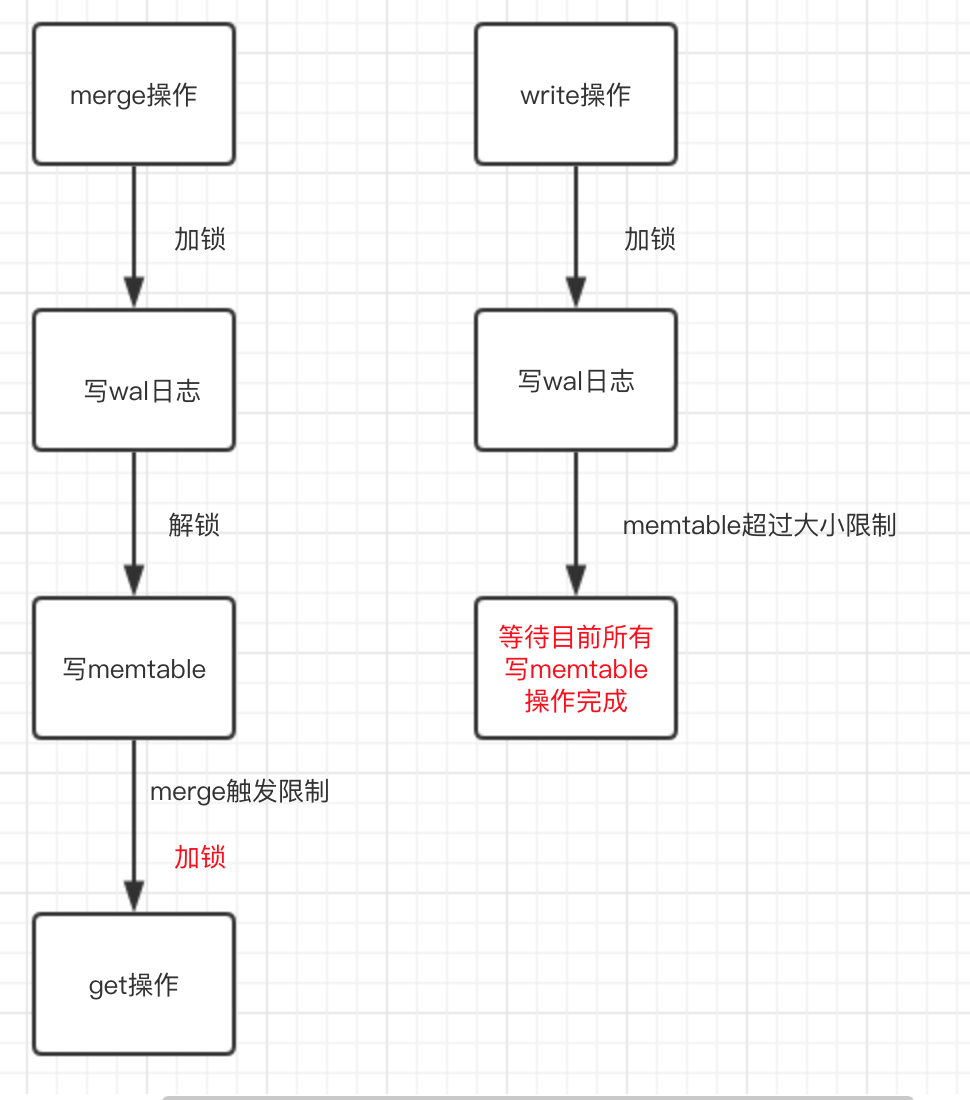 merge操作
加锁
写wal日志
解锁
写memtable
merge触发限制
加锁
get操作
write操作
加锁
写wal日志
memtable超过大小限制
等待目前所有
写memtable
操作完成